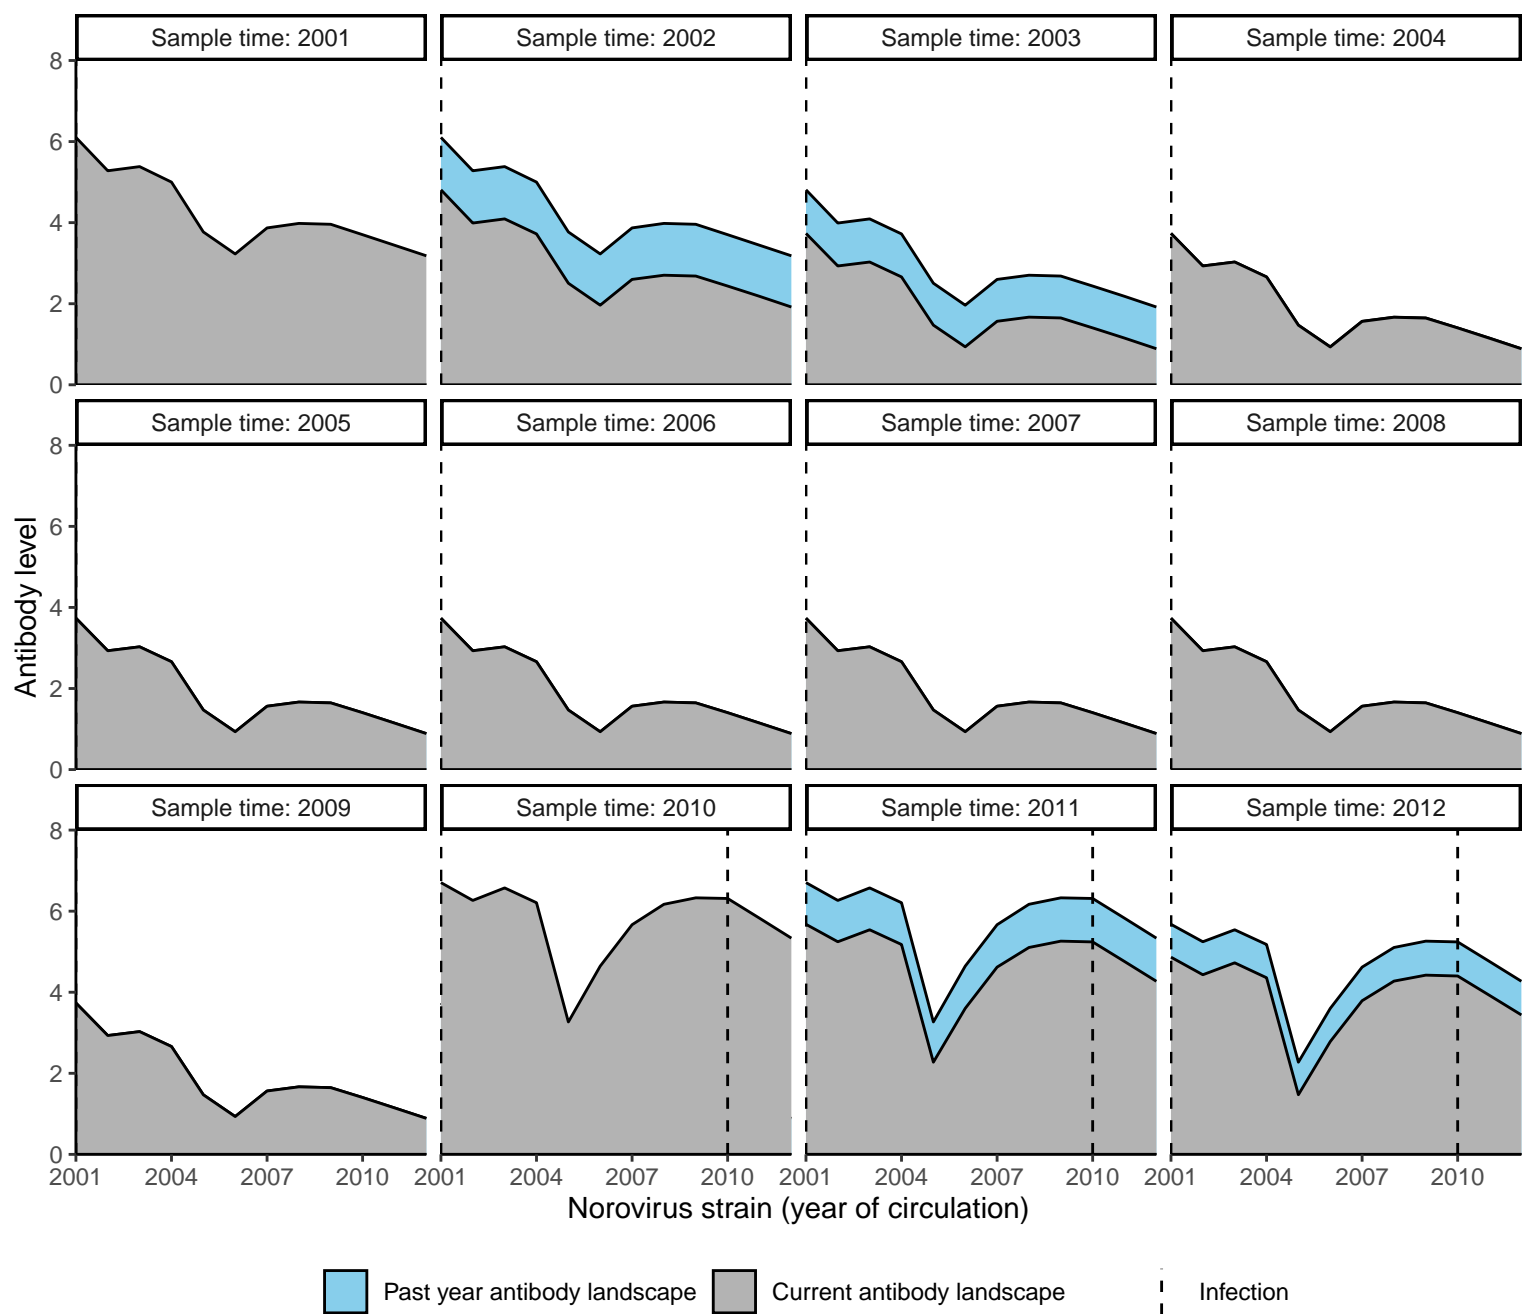 Sample time: 2001 Sample time: 2002 Sample time: 2003 Sample time: 2004
8
6
4
2
0
Sample time: 2005 Sample time: 2006 Sample time: 2007 Sample time: 2008
8
6
4
2
0
Antibody level
Sample time: 2009 Sample time: 2010 Sample time: 2011 Sample time: 2012
8
6
4
2
0
2001 2004 2007 2010 2001 2004 2007 2010 2001 2004 2007 2010 2001 2004 2007 2010
Norovirus strain (year of circulation)
Past year antibody landscape Current antibody landscape Infection